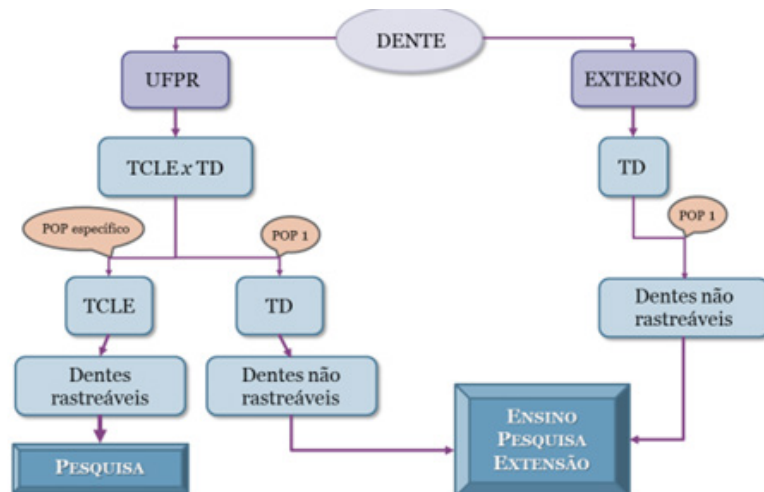 DENTE
UFPR
EXTERNO
TCLE x TD
TD
POP específico
POP 1
POP 1
TCLE
TD
Dentes não
rastreáveis
Dentes
rastreáveis
Dentes não
rastreáveis
ENSINO
PESQUISA
EXTENSÃO
PESQUISA